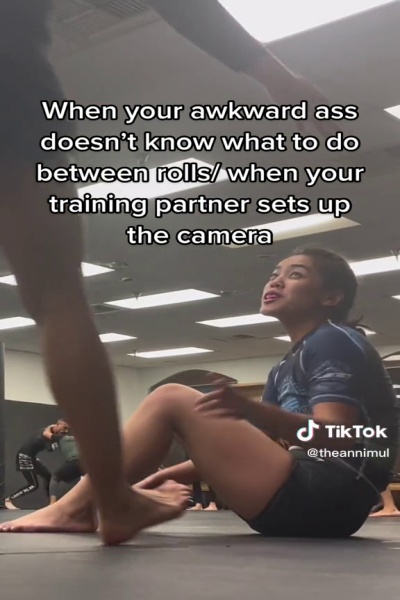 When your awkward ass
doesn't know what to do
between rolls/ when your
training partner sets up
the camera
TikTok
@theannimul